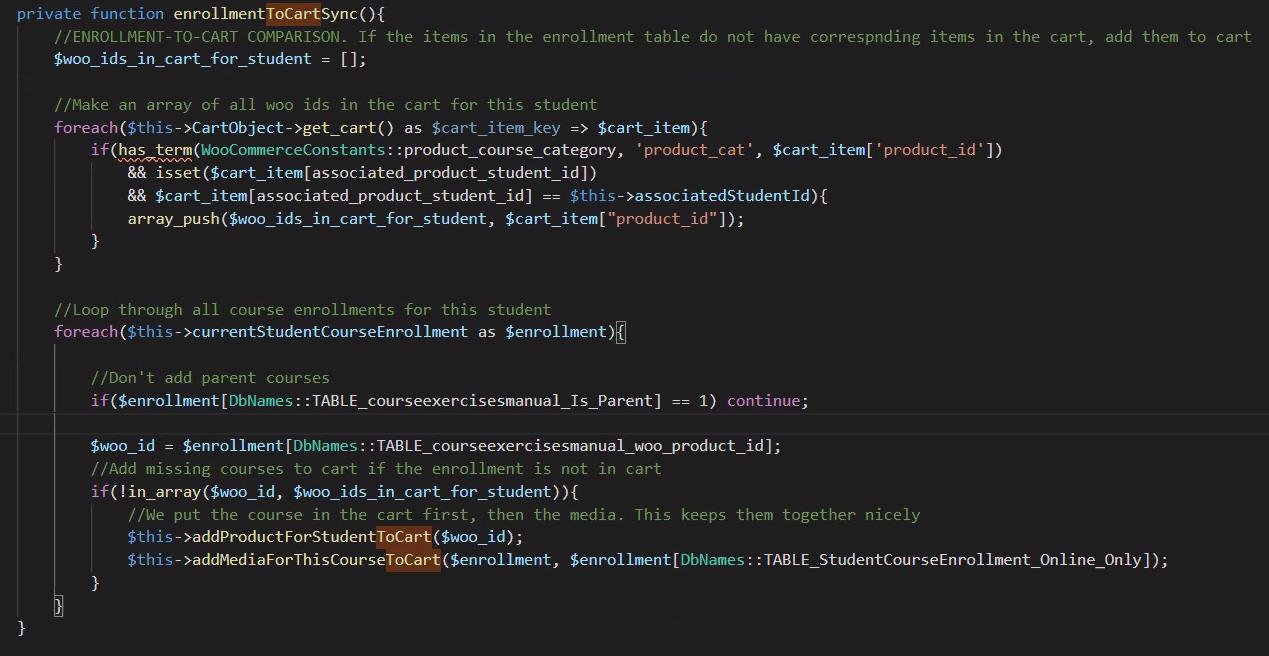 private function enrollmentToCartSync(){
//ENROLLMENT-TO-CART COMPARISON. If the items in the enrollment table do not have correspnding items in the cart, add them to cart
$woo_ids_in_cart_for_student = [];
//Make an array of all woo ids in the cart for this student
foreach($this->CartObject->get_cart() as $cart_item_key => $cart_item){
if(has_term(WooCommerceConstants::product_course_category, 'product_cat', $cart_item['product_id'])
&& isset($cart_item[associated_product_student_id])
&& $cart_item[associated_product_student_id] == $this->associatedStudentId){
array_push($woo_ids_in_cart_for_student, $cart_item["product_id"]);
}
}
//Loop through all course enrollments for this student
foreach($this->currentStudentCourseEnrollment as $enrollment){
//Don't add parent courses
if($enrollment[DbNames::TABLE_courseexercisesmanual_Is_Parent] == 1) continue;
$woo_id = $enrollment[DbNames::TABLE_courseexercisesmanual_woo_product_id];
//Add missing courses to cart if the enrollment is not in cart
if(!in_array($woo_id, $woo_ids_in_cart_for_student)){
//We put the course in the cart first, then the media. This keeps them together nicely
$this->addProductForStudentToCart($woo_id);
$this->addMediaForThisCourseToCart($enrollment, $enrollment[DbNames::TABLE_StudentCourseEnrollment_Online_Only]);
}
}
}